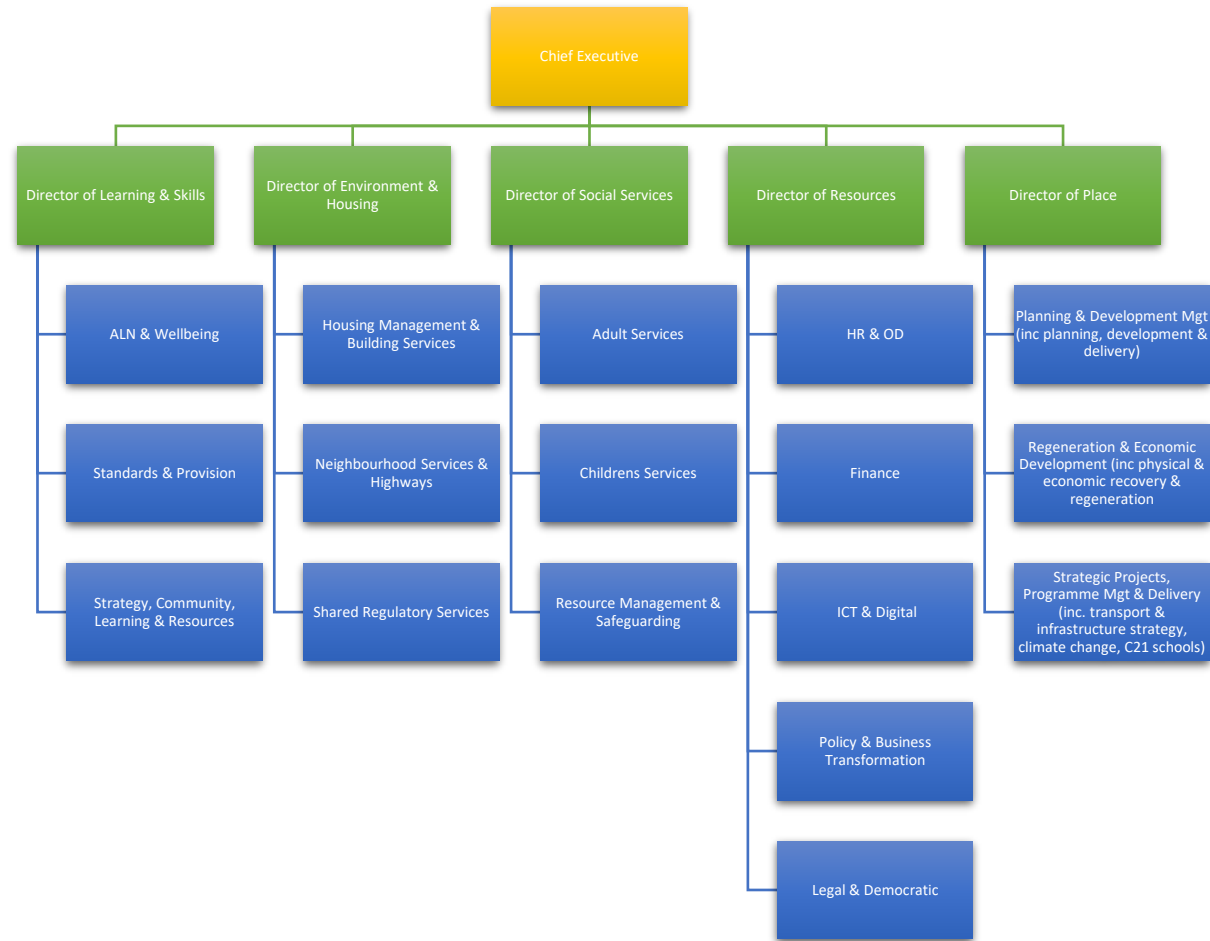 Chief Executive
Director of Learning & Skills
Director of Environment &
Housing
Director of Social Services
Director of Resources
Director of Place
ALN & Wellbeing
Standards & Provision
Strategy, Community,
Learning & Resources
Housing Management &
Building Services
Neighbourhood Services &
Highways
Shared Regulatory Services
Adult Services
Childrens Services
Resource Management &
Safeguarding
HR & OD
Finance
ICT & Digital
Policy & Business
Transformation
Legal & Democratic
Planning & Development Mgt
(inc planning, development &
delivery)
Regeneration & Economic
Development (inc physical &
economic recovery &
regeneration
Strategic Projects,
Programme Mgt & Delivery
(inc. transport &
infrastructure strategy,
climate change, C21 schools)